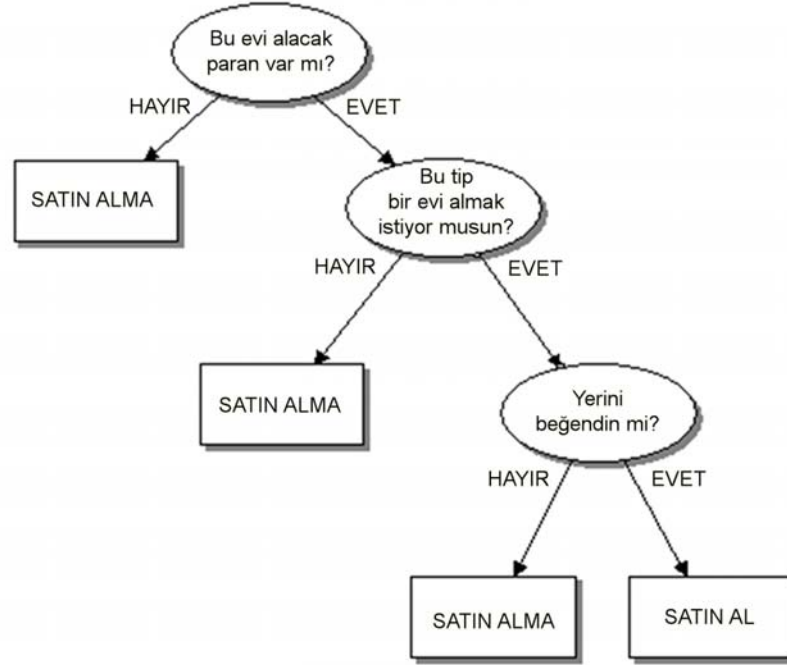 Bu evi alacak
paran var mı?
HAYIR
EVET
SATIN ALMA
Bu tip
bir evi almak
istiyor musun?
HAYIR
EVET
SATIN ALMA
Yerini
beğendin mi?
HAYIR
EVET
SATIN ALMA
SATIN AL